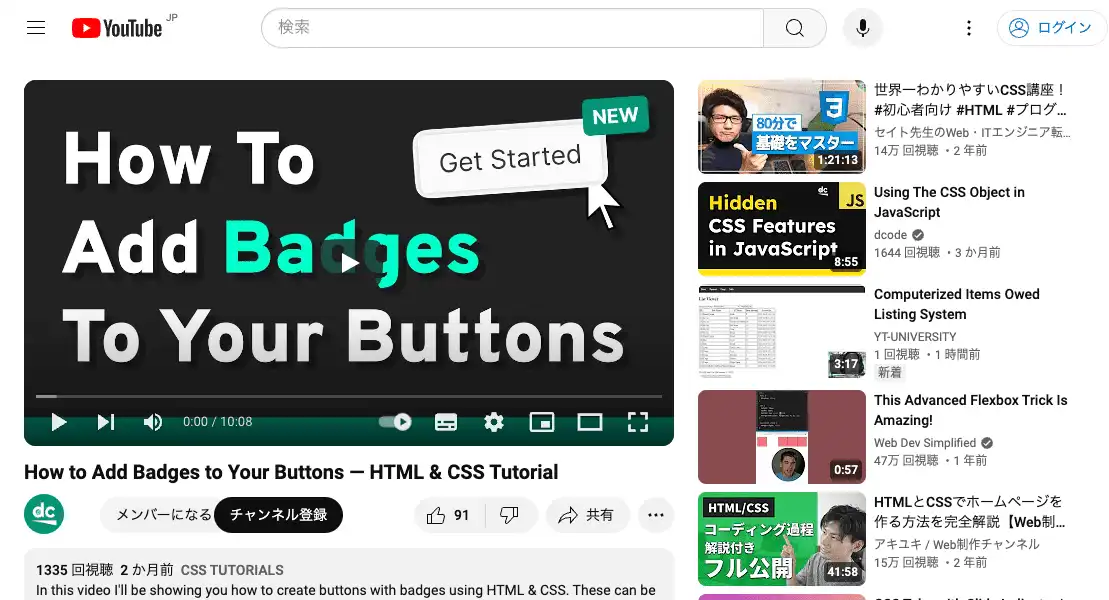 YouTube JP
検索
ログイン
How To
Add Badges
To Your Buttons
Get Started
NEW
0:00 / 10:08
How to Add Badges to Your Buttons — HTML & CSS Tutorial
dc
メンバーになる
チャンネル登録
91
共有
1335 回視聴 2 か月前 CSS TUTORIALS
In this video I'll be showing you how to create buttons with badges using HTML & CSS. These can be
80分で
基礎をマスター
3
1:21:13
世界一わかりやすいCSS講座！
#初心者向け #HTML #プログ...
セイト先生のWeb・ITエンジニア転...
14万 回視聴 ・2 年前
dc
JS
Hidden
CSS Features
in JavaScript
8:55
Using The CSS Object in
JavaScript
dcode
1644 回視聴 ・3 か月前
3:17
Computerized Items Owed
Listing System
YT-UNIVERSITY
1 回視聴 ・1 時間前
新着
0:57
This Advanced Flexbox Trick Is
Amazing!
Web Dev Simplified
47万 回視聴 ・1 年前
HTML/CSS
コーディング過程
解説付き
フル公開
41:58
HTMLとCSSでホームページを
作る方法を完全解説【Web制...
アキユキ / Web制作チャンネル
15万 回視聴 ・2 年前